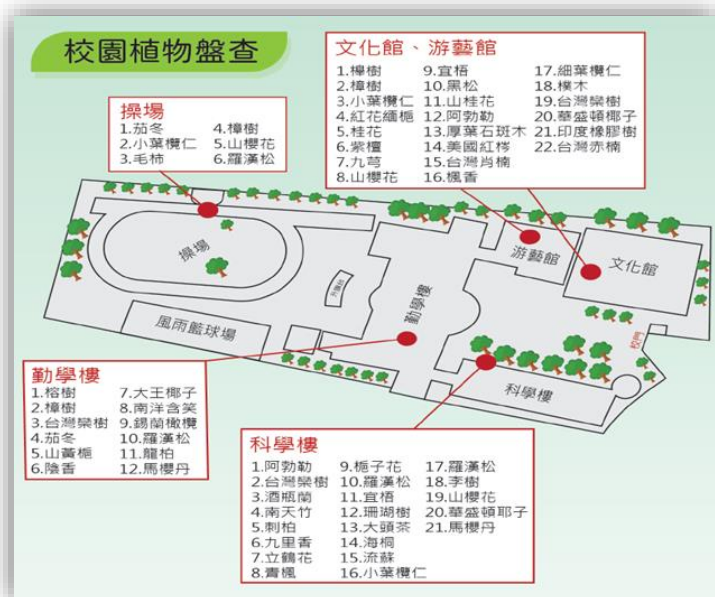 校園植物盤查
操場
1.茄冬 4.樟樹
2.小葉欖仁 5.山櫻花
3.毛柿 6.羅漢松
文化館、游藝館
1.樟樹 9.宜梧 17.細葉欖仁
2.樟樹 10.黑松 18.樸木
3.小葉欖仁 11.山桂花 19.台灣欒樹
4.紅花緬梔 12.阿勃勒 20.華盛頓椰子
5.桂花 13.厚葉石斑木 21.印度橡膠樹
6.紫檀 14.美國紅梣 22.台灣赤楠
7.九芎 15.台灣肖楠
8.山櫻花 16.楓香
操場
風雨籃球場
勤學樓
游藝館
文化館
校門
科學樓
勤學樓
1.榕樹 7.大王椰子
2.樟樹 8.南洋含笑
3.台灣欒樹 9.錫蘭橄欖
4.茄冬 10.羅漢松
5.山黃梔 11.龍柏
6.陰香 12.馬櫻丹
科學樓
1.阿勃勒 9.梔子花 17.羅漢松
2.台灣欒樹 10.羅漢松 18.李樹
3.酒瓶蘭 11.宜梧 19.山櫻花
4.南天竹 12.珊瑚樹 20.華盛頓耶子
5.刺柏 13.大頭茶 21.馬櫻丹
6.九里香 14.海桐
7.立鶴花 15.流蘇
8.青楓 16.小葉欖仁